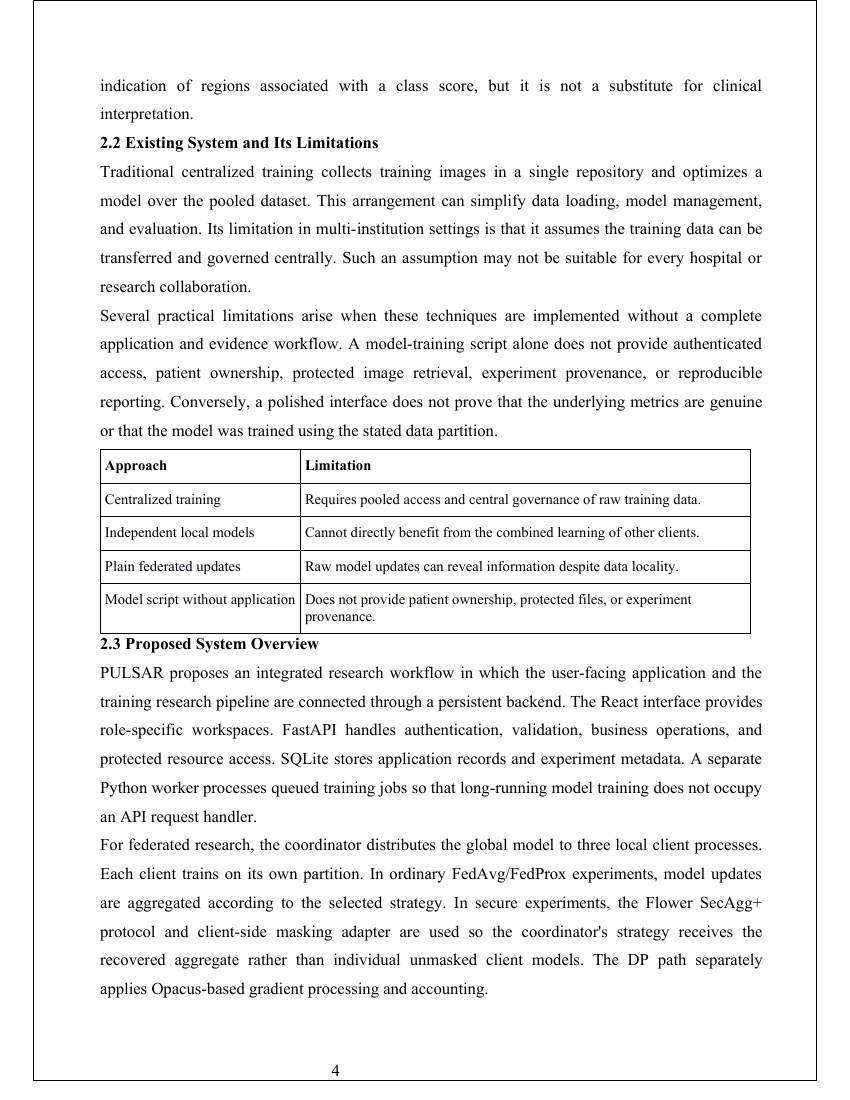 indication of regions associated with a class score, but it is not a substitute for clinical
interpretation.
2.2 Existing System and Its Limitations
Traditional centralized training collects training images in a single repository and optimizes a
model over the pooled dataset. This arrangement can simplify data loading, model management,
and evaluation. Its limitation in multi-institution settings is that it assumes the training data can be
transferred and governed centrally. Such an assumption may not be suitable for every hospital or
research collaboration.
Several practical limitations arise when these techniques are implemented without a complete
application and evidence workflow. A model-training script alone does not provide authenticated
access, patient ownership, protected image retrieval, experiment provenance, or reproducible
reporting. Conversely, a polished interface does not prove that the underlying metrics are genuine
or that the model was trained using the stated data partition.
Approach Limitation
Centralized training Requires pooled access and central governance of raw training data.
Independent local models Cannot directly benefit from the combined learning of other clients.
Plain federated updates Raw model updates can reveal information despite data locality.
Model script without application Does not provide patient ownership, protected files, or experiment
provenance.
2.3 Proposed System Overview
PULSAR proposes an integrated research workflow in which the user-facing application and the
training research pipeline are connected through a persistent backend. The React interface provides
role-specific workspaces. FastAPI handles authentication, validation, business operations, and
protected resource access. SQLite stores application records and experiment metadata. A separate
Python worker processes queued training jobs so that long-running model training does not occupy
an API request handler.
For federated research, the coordinator distributes the global model to three local client processes.
Each client trains on its own partition. In ordinary FedAvg/FedProx experiments, model updates
are aggregated according to the selected strategy. In secure experiments, the Flower SecAgg+
protocol and client-side masking adapter are used so the coordinator's strategy receives the
recovered aggregate rather than individual unmasked client models. The DP path separately
applies Opacus-based gradient processing and accounting.
4